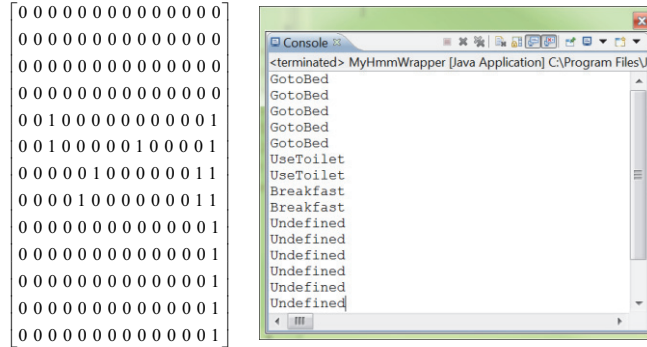 0 0 0 0 0 0 0 0 0 0 0 0 0 0
0 0 0 0 0 0 0 0 0 0 0 0 0 0
0 0 0 0 0 0 0 0 0 0 0 0 0 0
0 0 0 0 0 0 0 0 0 0 0 0 0 0
0 0 1 0 0 0 0 0 0 0 0 0 0 1
0 0 1 0 0 0 0 0 1 0 0 0 0 1
0 0 0 0 0 1 0 0 0 0 0 0 1 1
0 0 0 0 1 0 0 0 0 0 0 0 1 1
0 0 0 0 0 0 0 0 0 0 0 0 0 1
0 0 0 0 0 0 0 0 0 0 0 0 0 1
0 0 0 0 0 0 0 0 0 0 0 0 0 1
0 0 0 0 0 0 0 0 0 0 0 0 0 1
0 0 0 0 0 0 0 0 0 0 0 0 0 1
Console
<terminated> MyHmmWrapper [Java Application] C:\Program Files\J
GotoBed
GotoBed
GotoBed
GotoBed
GotoBed
UseToilet
UseToilet
Breakfast
Breakfast
Undefined
Undefined
Undefined
Undefined
Undefined
Undefined